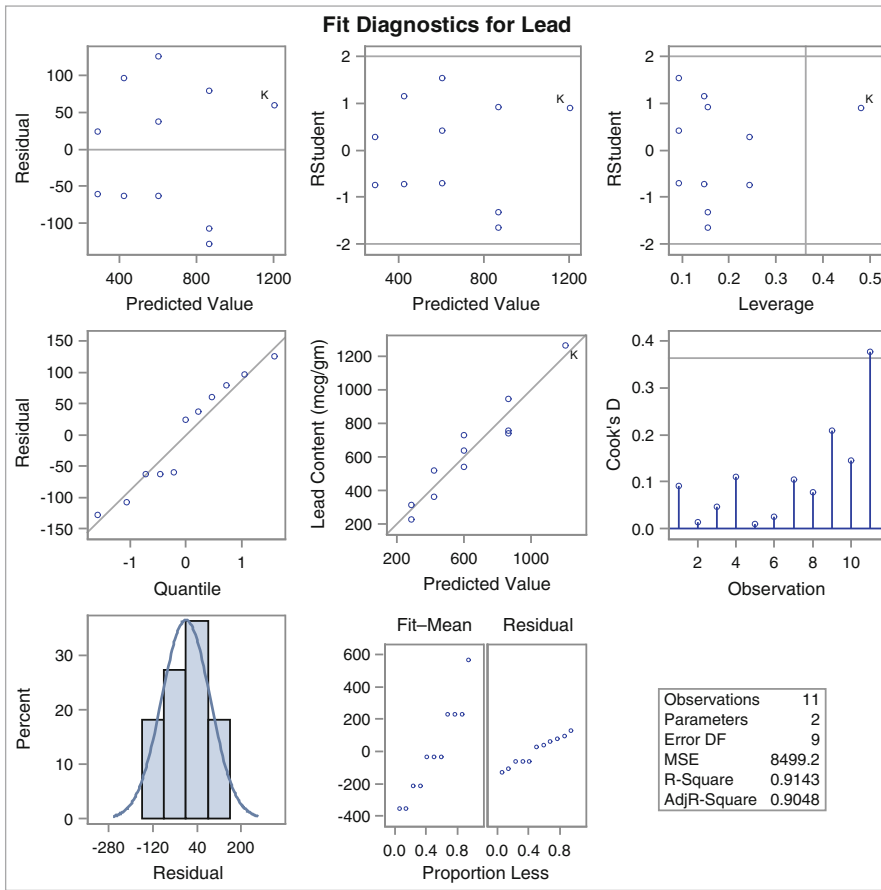 Fit Diagnostics for Lead
Residual
100
50
0
-50
-100
K
400 800 1200
Predicted Value
RStudent
2
1
0
-1
-2
K
400 800 1200
Predicted Value
RStudent
2
1
0
-1
-2
K
0.1 0.2 0.3 0.4 0.5
Leverage
Residual
150
100
50
0
-50
-100
-150
-1 0 1
Quantile
Lead Content (mcg/gm)
1200
1000
800
600
400
200
K
200 600 1000
Predicted Value
Cook's D
0.4
0.3
0.2
0.1
0.0
2 4 6 8 10
Observation
Percent
30
20
10
0
-280 -120 40 200
Residual
Fit–Mean Residual
600
400
200
0
-200
-400
0.0 0.4 0.8 0.0 0.4 0.8
Proportion Less
Observations 11
Parameters 2
Error DF 9
MSE 8499.2
R-Square 0.9143
AdjR-Square 0.9048